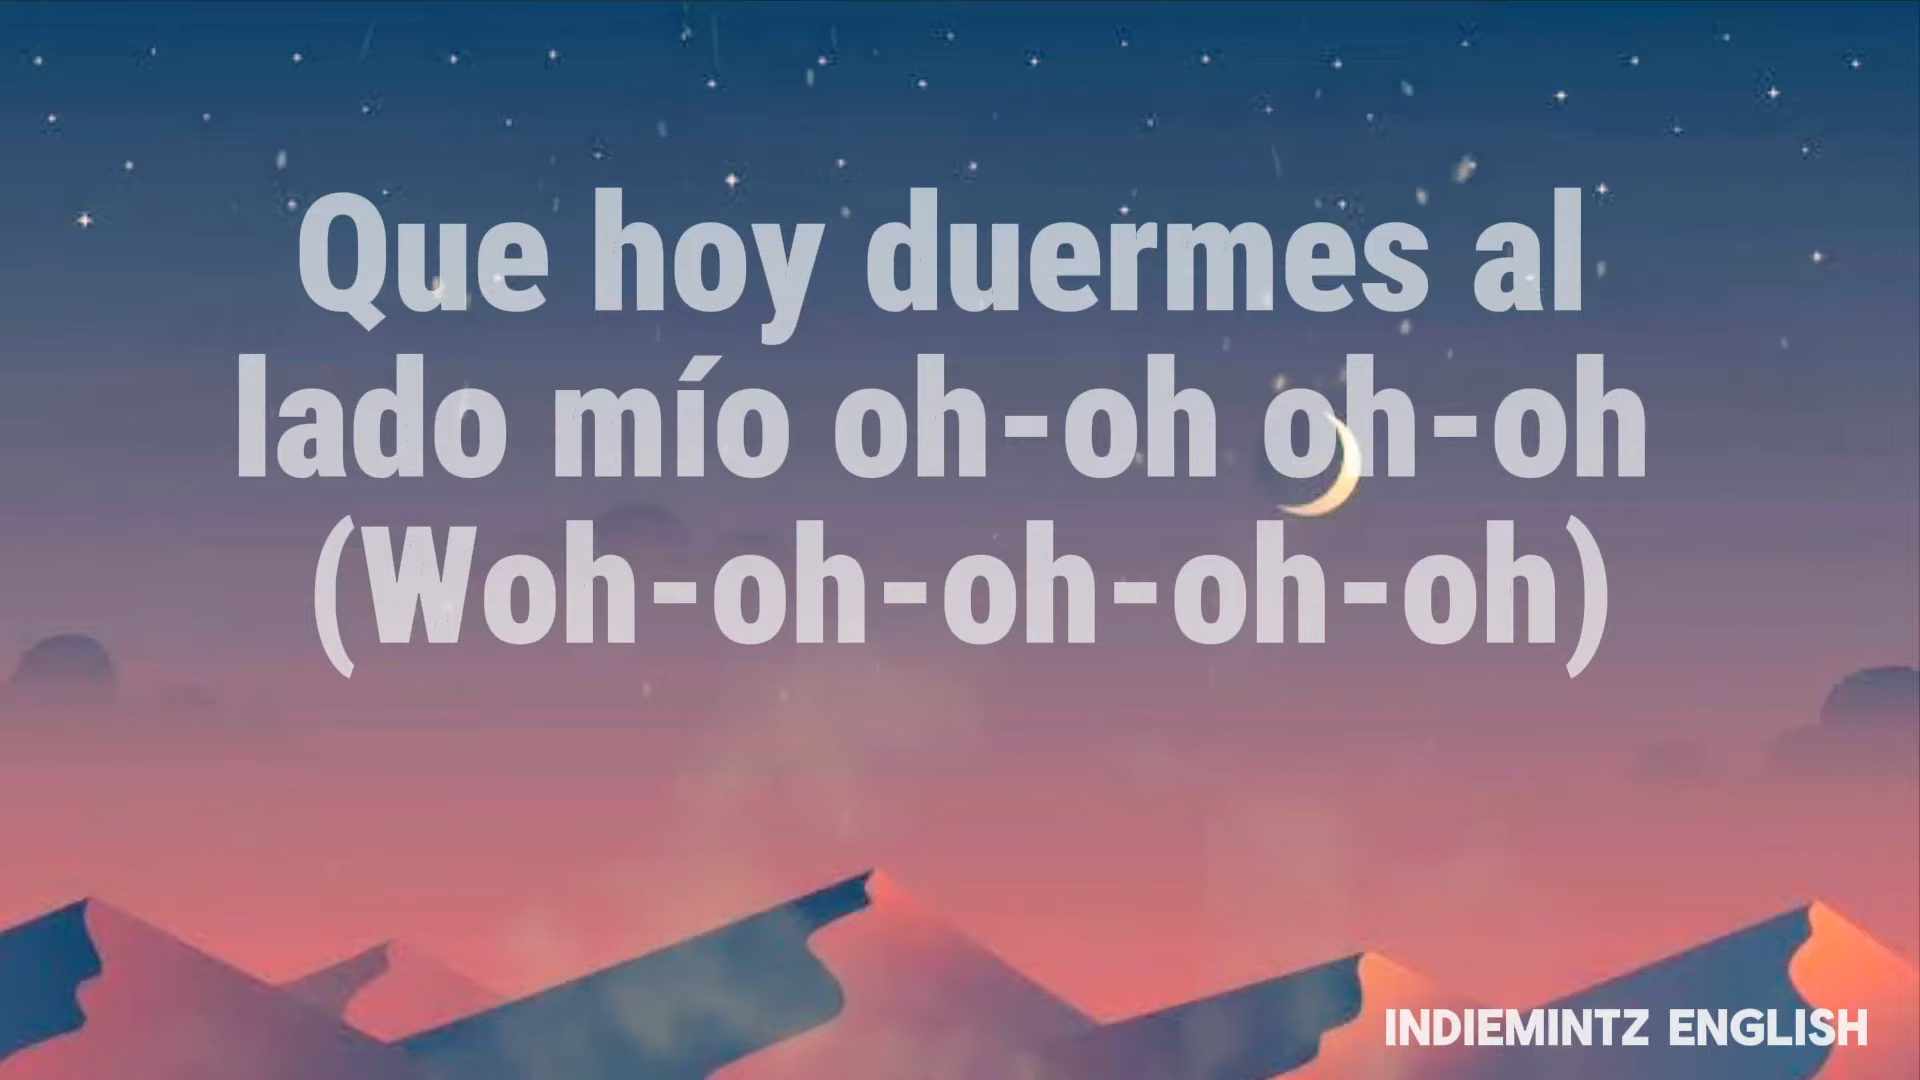 Que hoy duermes al
lado mío oh-oh oh-oh
(Woh-oh-oh-oh-oh)
INDIEMINTZ ENGLISH